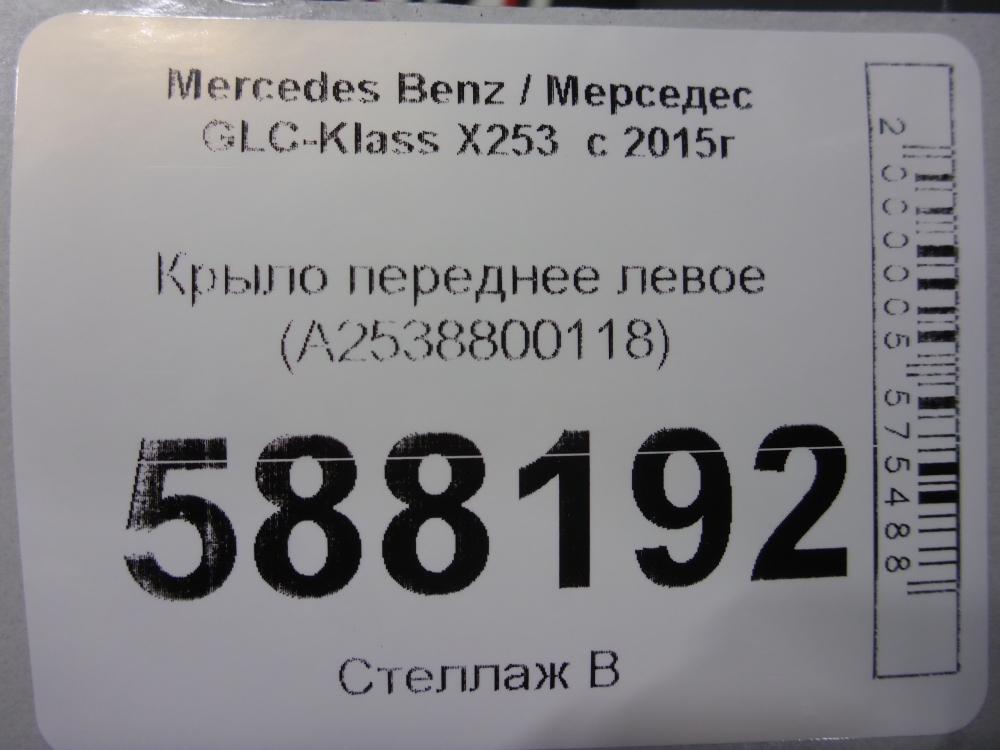 Mercedes Benz / Мерседес
GLC-Klass X253 с 2015г
Крыло переднее левое
(A2538800118)
588192
Стеллаж В
2000005575488